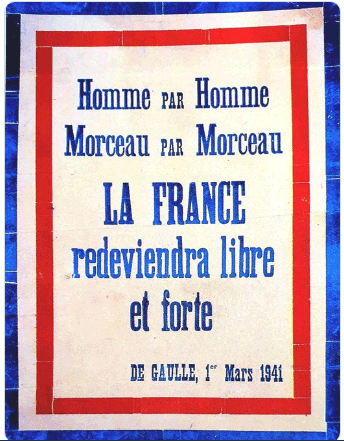 Homme PAR Homme
Morceau PAR Morceau
LA FRANCE
redeviendra libre
et forte
DE GAULLE, 1er Mars 1941